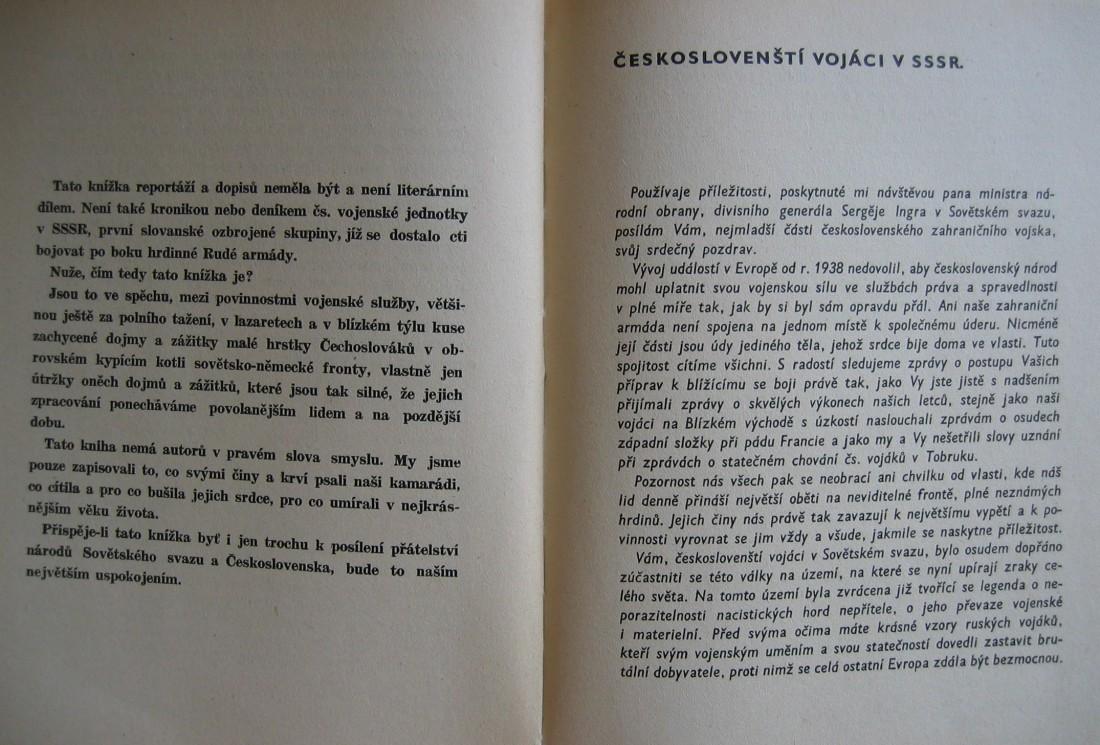 Tato knížka reportáží a dopisů neměla být a není literárním
dílem. Není také kronikou nebo deníkem čs. vojenské jednotky
v SSSR, první slovanské ozbrojené skupiny, jíž se dostalo cti
bojovat po boku hrdinné Rudé armády.
Nuže, čím tedy tato knížka je?
Jsou to ve spěchu, mezi povinnostmi vojenské služby, větši-
nou ještě za polního tažení, v lazaretech a v blízkém týlu kuse
zachycené dojmy a zážitky malé hrstky Čechoslováků v ob-
rovském kypícím kotli sovětsko-německé fronty, vlastně jen
útržky oněch dojmů a zážitků, které jsou tak silné, že jejich
zpracování ponecháváme povolanějším lidem a na pozdější
dobu.
Tato kniha nemá autorů v pravém slova smyslu. My jsme
pouze zapisovali to, co svými činy a krví psali naši kamarádi,
co cítila a pro co bušila jejich srdce, pro co umírali v nejkrás-
nějším věku života.
Přispěje-li tato knížka byť i jen trochu k posílení přátelství
národů Sovětského svazu a Československa, bude to naším
největším uspokojením.
ČESKOSLOVENŠTÍ VOJÁCI V SSSR.
Používaje příležitosti, poskytnuté mi návštěvou pana ministra ná-
rodní obrany, divisního generála Sergěje Ingra v Sovětském svazu,
posílám Vám, nejmladší části československého zahraničního vojska,
svůj srdečný pozdrav.
Vývoj událostí v Evropě od r. 1938 nedovolil, aby československý národ
mohl uplatnit svou vojenskou sílu ve službách práva a spravedlnosti
v plné míře tak, jak by si byl sám opravdu přál. Ani naše zahraniční
armáda není spojena na jednom místě k společnému úderu. Nicméně
její části jsou údy jediného těla, jehož srdce bije doma ve vlasti. Tuto
spojitost cítíme všichni. S radostí sledujeme zprávy o postupu Vašich
příprav k blížícímu se boji právě tak, jako Vy jste jistě s nadšením
přijímali zprávy o skvělých výkonech našich letců, stejně jako naši
vojáci na Blízkém východě s úzkostí naslouchali zprávám o osudech
západní složky při pádu Francie a jako my a Vy nešetřili slovy uznání
při zprávách o statečném chování čs. vojáků v Tobruku.
Pozornost nás všech pak se neobrací ani chvilku od vlasti, kde náš
lid denně přináší největší oběti na neviditelné frontě, plné neznámých
hrdinů. Jejich činy nás právě tak zavazují k největšímu vypětí a k po-
vinnosti vyrovnat se jim vždy a všude, jakmile se naskytne příležitost.
Vám, českoslovenští vojáci v Sovětském svazu, bylo osudem dopřáno
zúčastniti se této války na území, na které se nyní upírají zraky ce-
lého světa. Na tomto území byla zvrácena již tvořící se legenda o ne-
porazitelnosti nacistických hord nepřítele, o jeho převaze vojenské
i materielní. Před svýma očima máte krásné vzory ruských vojáků,
kteří svým vojenským uměním a svou statečností dovedli zastavit bru-
tální dobyvatele, proti nimž se celá ostatní Evropa zdála být bezmocnou.